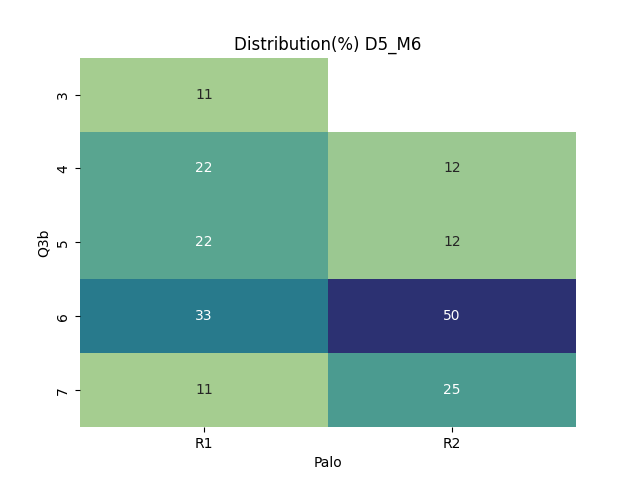 Distribution(%) D5_M6
3 11
4 22 12
5 22 12
6 33 50
7 11 25
Q3b
R1 R2
Palo